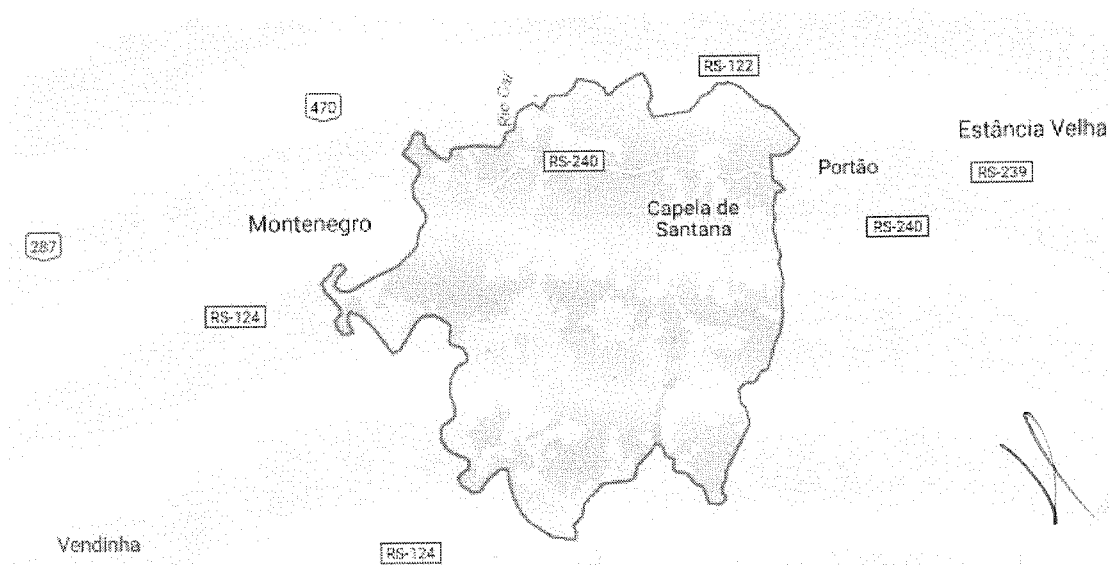 RS-122
470
Rio Caí
Estância Velha
RS-240
Portão
RS-239
Capela de
Santana
Montenegro
RS-240
287
RS-124
Vendinha
RS-124